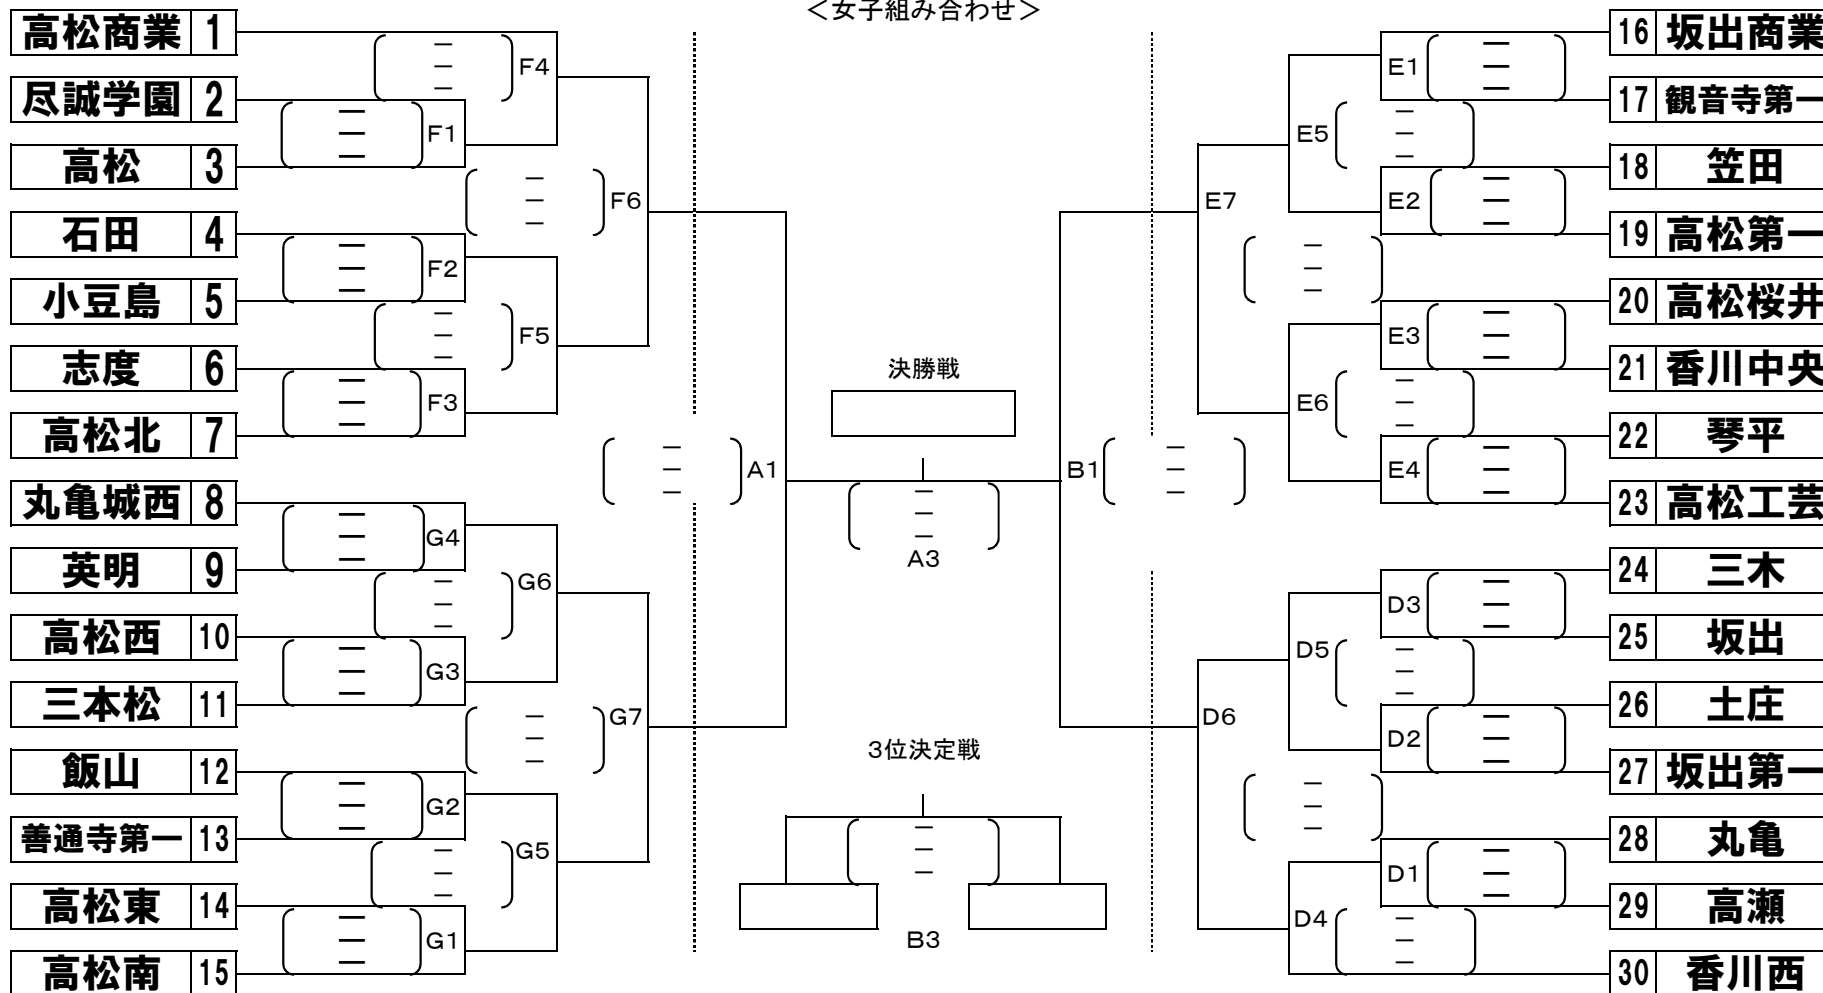 ＜女子組み合わせ＞
高松商業 1
F4
尽誠学園 2
F1
高松 3
F6
石田 4
F2
小豆島 5
F5
志度 6
F3
高松北 7
A1
丸亀城西 8
G4
英明 9
G6
高松西 10
G3
三本松 11
G7
飯山 12
G2
善通寺第一 13
G5
高松東 14
G1
高松南 15
決勝戦
A3
3位決定戦
B3
16 坂出商業
E1
17 観音寺第一
E5
18 笠田
E2
E7
19 高松第一
20 高松桜井
E3
21 香川中央
E6
22 琴平
B1
E4
23 高松工芸
24 三木
D3
25 坂出
D5
26 土庄
D6
D2
27 坂出第一
28 丸亀
D1
29 高瀬
D4
30 香川西